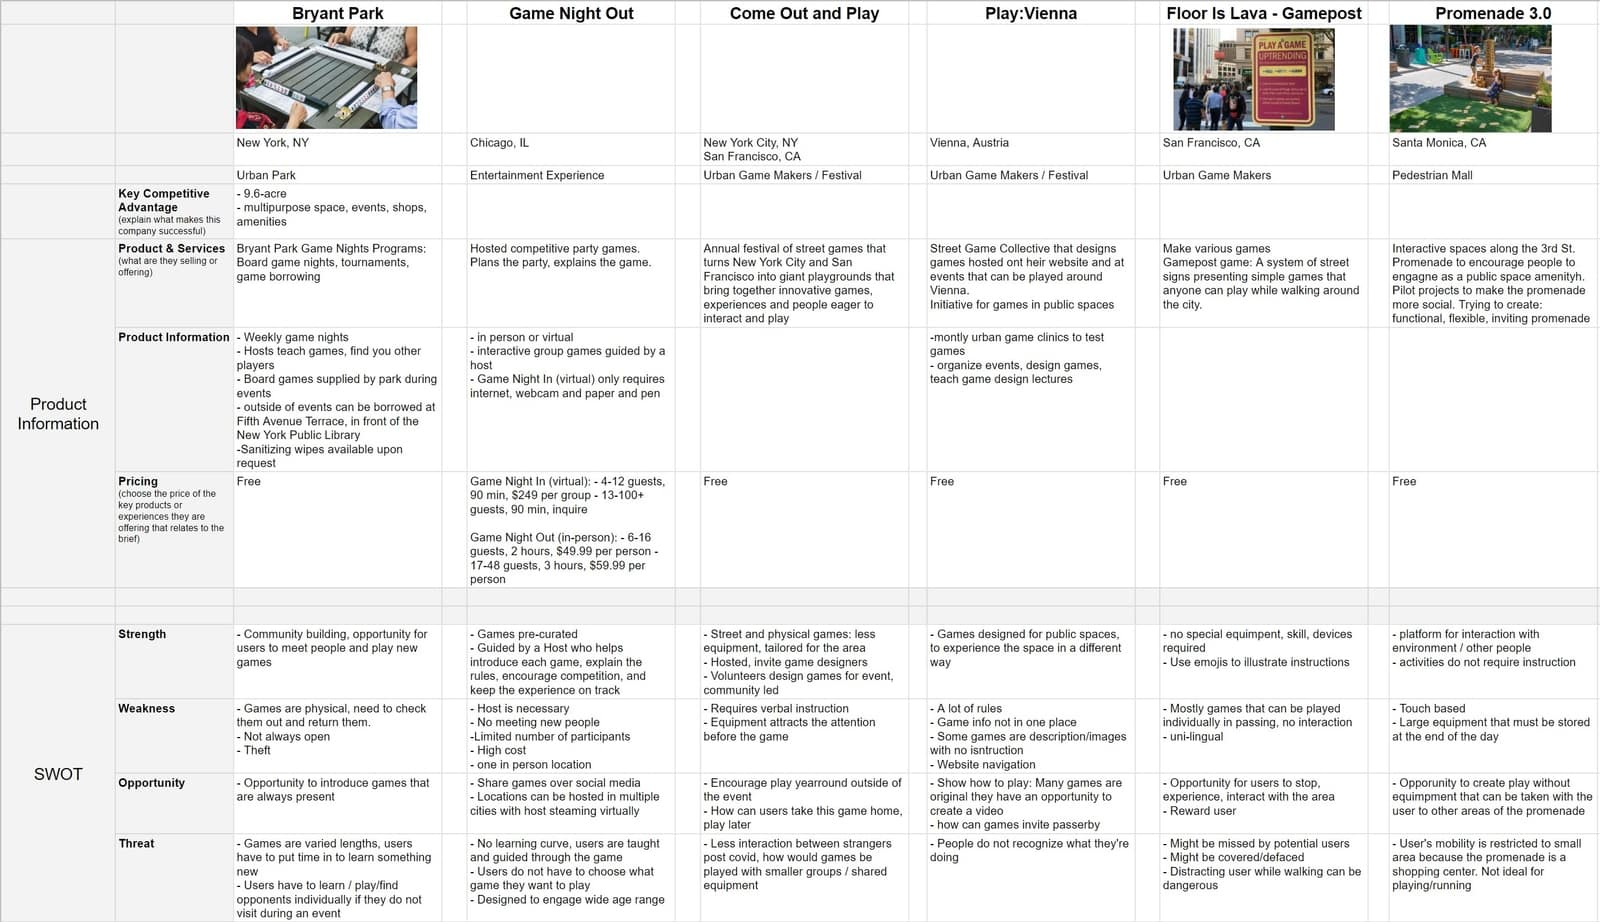 Bryant Park
Game Night Out
Come Out and Play
Play:Vienna
Floor Is Lava - Gamepost
Promenade 3.0
PLAY A GAME
UPTRENDING
New York, NY
Chicago, IL
New York City, NY
San Francisco, CA
Vienna, Austria
San Francisco, CA
Santa Monica, CA
Urban Park
Entertainment Experience
Urban Game Makers / Festival
Urban Game Makers / Festival
Urban Game Makers
Pedestrian Mall
Key Competitive
Advantage
(explain what makes this
company successful)
- 9.6-acre
- multipurpose space, events, shops,
amenities
Product
Information
Product & Services
(what are they selling or
offering)
Bryant Park Game Nights Programs:
Board game nights, tournaments,
game borrowing
Hosted competitive party games.
Plans the party, explains the game.
Annual festival of street games that
turns New York City and San
Francisco into giant playgrounds that
bring together innovative games,
experiences and people eager to
interact and play
Street Game Collective that designs
games hosted ont heir website and at
events that can be played around
Vienna.
Initiative for games in public spaces
Make various games
Gamepost game: A system of street
signs presenting simple games that
anyone can play while walking around
the city.
Interactive spaces along the 3rd St.
Promenade to encourage people to
engagne as a public space amenityh.
Pilot projects to make the promenade
more social. Trying to create:
functional, flexible, inviting promenade
Product Information
- Weekly game nights
- Hosts teach games, find you other
players
- Board games supplied by park during
events
- outside of events can be borrowed at
Fifth Avenue Terrace, in front of the
New York Public Library
-Sanitizing wipes available upon
request
- in person or virtual
- interactive group games guided by a
host
- Game Night In (virtual) only requires
internet, webcam and paper and pen
-montly urban game clinics to test
games
- organize events, design games,
teach game design lectures
Pricing
(choose the price of the
key products or
experiences they are
offering that relates to the
brief)
Free
Game Night In (virtual): - 4-12 guests,
90 min, $249 per group - 13-100+
guests, 90 min, inquire
Game Night Out (in-person): - 6-16
guests, 2 hours, $49.99 per person -
17-48 guests, 3 hours, $59.99 per
person
Free
Free
Free
Free
SWOT
Strength
- Community building, opportunity for
users to meet people and play new
games
- Games pre-curated
- Guided by a Host who helps
introduce each game, explain the
rules, encourage competition, and
keep the experience on track
- Street and physical games: less
equipment, tailored for the area
- Hosted, invite game designers
- Volunteers design games for event,
community led
- Games designed for public spaces,
to experience the space in a different
way
- no special equimpent, skill, devices
required
- Use emojis to illustrate instructions
- platform for interaction with
environment / other people
- activities do not require instruction
Weakness
- Games are physical, need to check
them out and return them.
- Not always open
- Theft
- Host is necessary
- No meeting new people
-Limited number of participants
- High cost
- one in person location
- Requires verbal instruction
- Equipment attracts the attention
before the game
- A lot of rules
- Game info not in one place
- Some games are description/images
with no isntruction
- Website navigation
- Mostly games that can be played
individually in passing, no interaction
- uni-lingual
- Touch based
- Large equipment that must be stored
at the end of the day
Opportunity
- Opportunity to introduce games that
are always present
- Share games over social media
- Locations can be hosted in multiple
cities with host steaming virtually
- Encourage play yearround outside of
the event
- How can users take this game home,
play later
- Show how to play: Many games are
original they have an opportunity to
create a video
- how can games invite passerby
- Opportunity for users to stop,
experience, interact with the area
- Reward user
- Opporunity to create play without
equimpment that can be taken with the
user to other areas of the promenade
Threat
- Games are varied lengths, users
have to put time in to learn something
new
- Users have to learn / play/find
opponents individually if they do not
visit during an event
- No learning curve, users are taught
and guided through the game
- Users do not have to choose what
game they want to play
- Designed to engage wide age range
- Less interaction between strangers
post covid, how would games be
played with smaller groups / shared
equipment
- People do not recognize what they're
doing
- Might be missed by potential users
- Might be covered/defaced
- Distracting user while walking can be
dangerous
- User's mobility is restricted to small
area because the promenade is a
shopping center. Not ideal for
playing/running